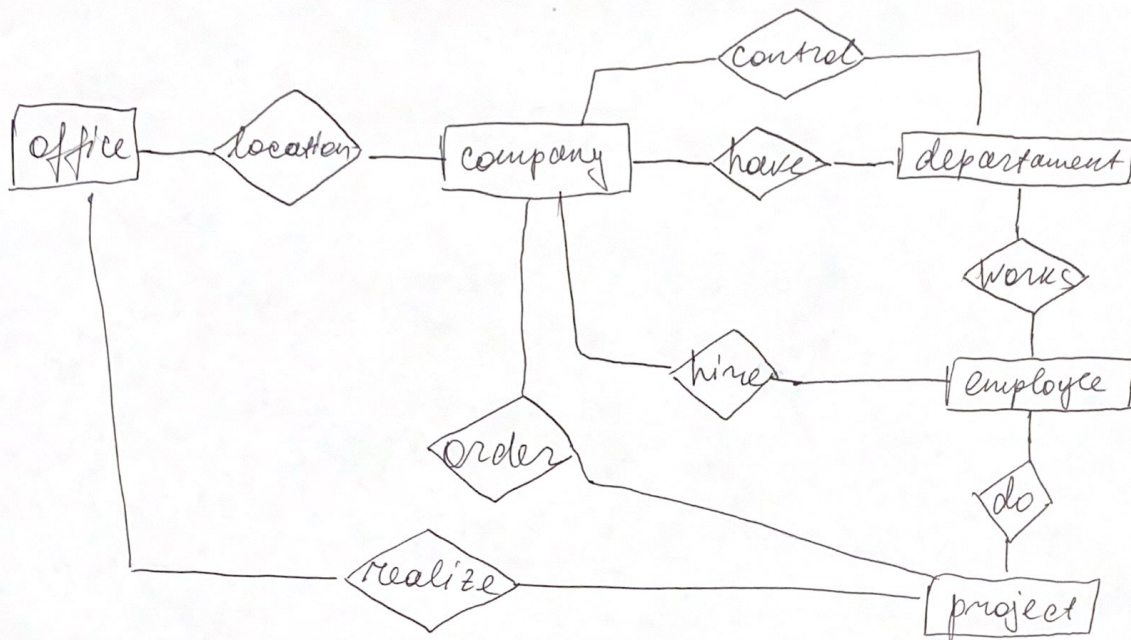 control
office
location
company
have
departament
works
hire
employee
order
do
realize
project